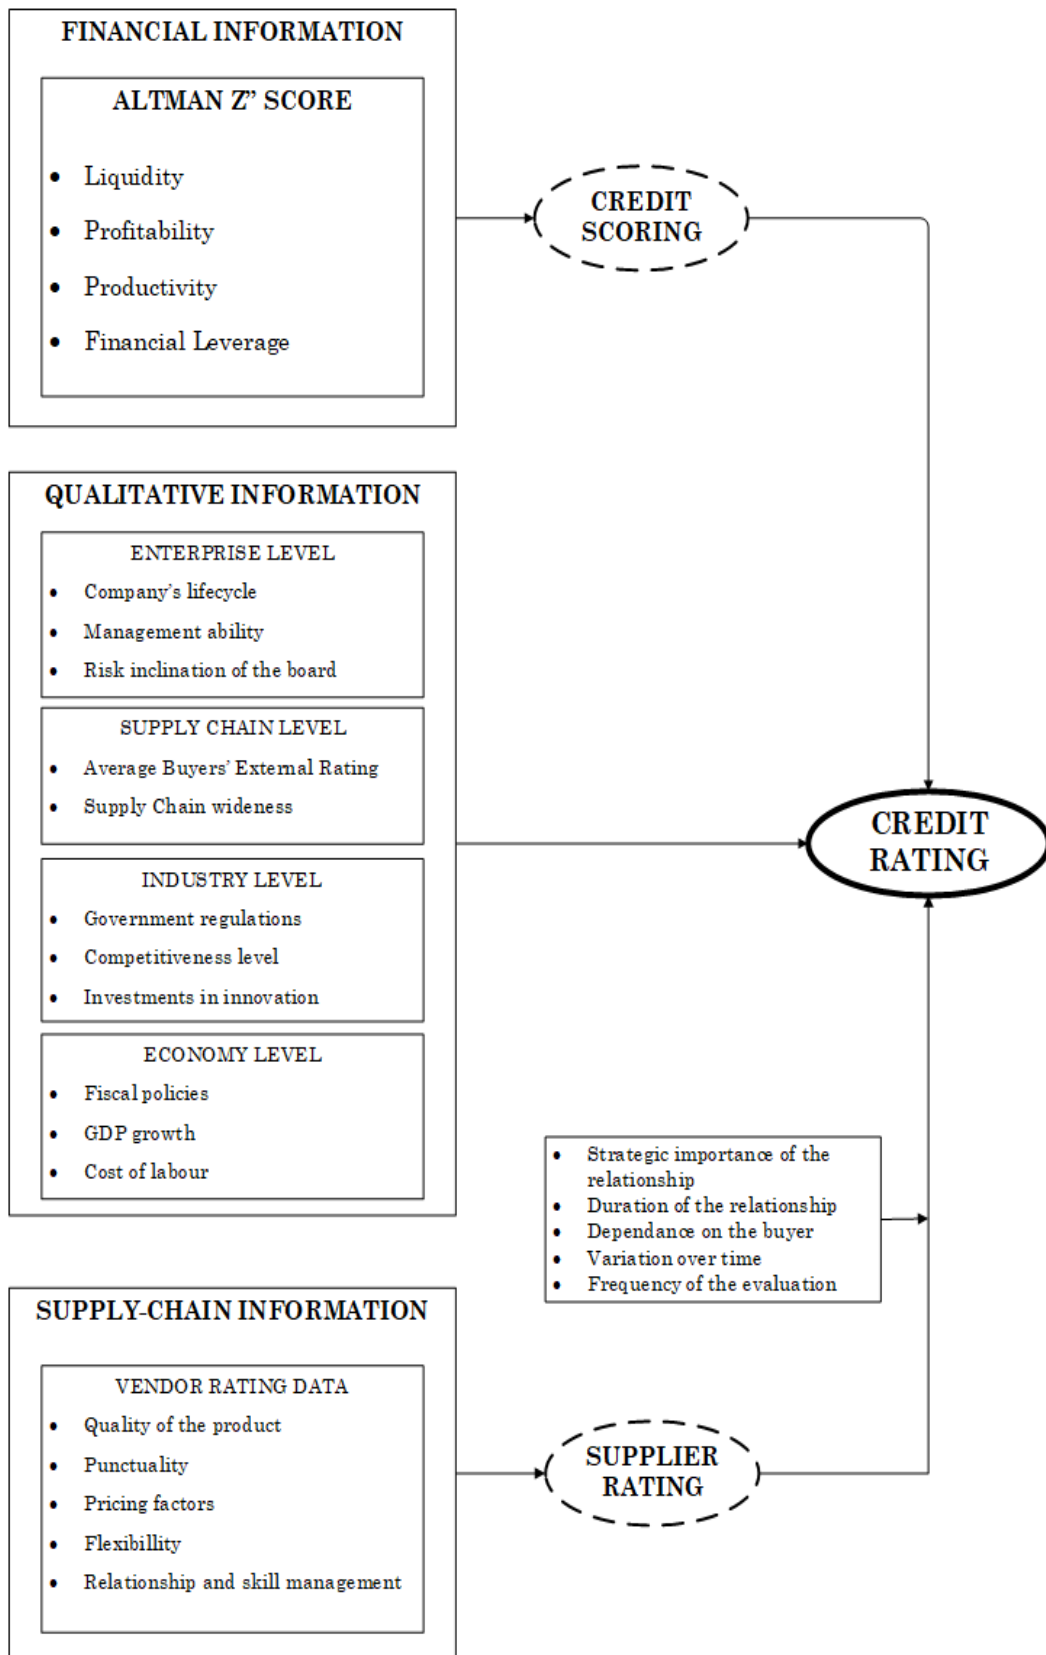 FINANCIAL INFORMATION
ALTMAN Z” SCORE
• Liquidity
• Profitability
• Productivity
• Financial Leverage
CREDIT
SCORING
QUALITATIVE INFORMATION
ENTERPRISE LEVEL
• Company’s lifecycle
• Management ability
• Risk inclination of the board
SUPPLY CHAIN LEVEL
• Average Buyers’ External Rating
• Supply Chain wideness
INDUSTRY LEVEL
• Government regulations
• Competitiveness level
• Investments in innovation
ECONOMY LEVEL
• Fiscal policies
• GDP growth
• Cost of labour
CREDIT
RATING
• Strategic importance of the
relationship
• Duration of the relationship
• Dependance on the buyer
• Variation over time
• Frequency of the evaluation
SUPPLY-CHAIN INFORMATION
VENDOR RATING DATA
• Quality of the product
• Punctuality
• Pricing factors
• Flexibillity
• Relationship and skill management
SUPPLIER
RATING